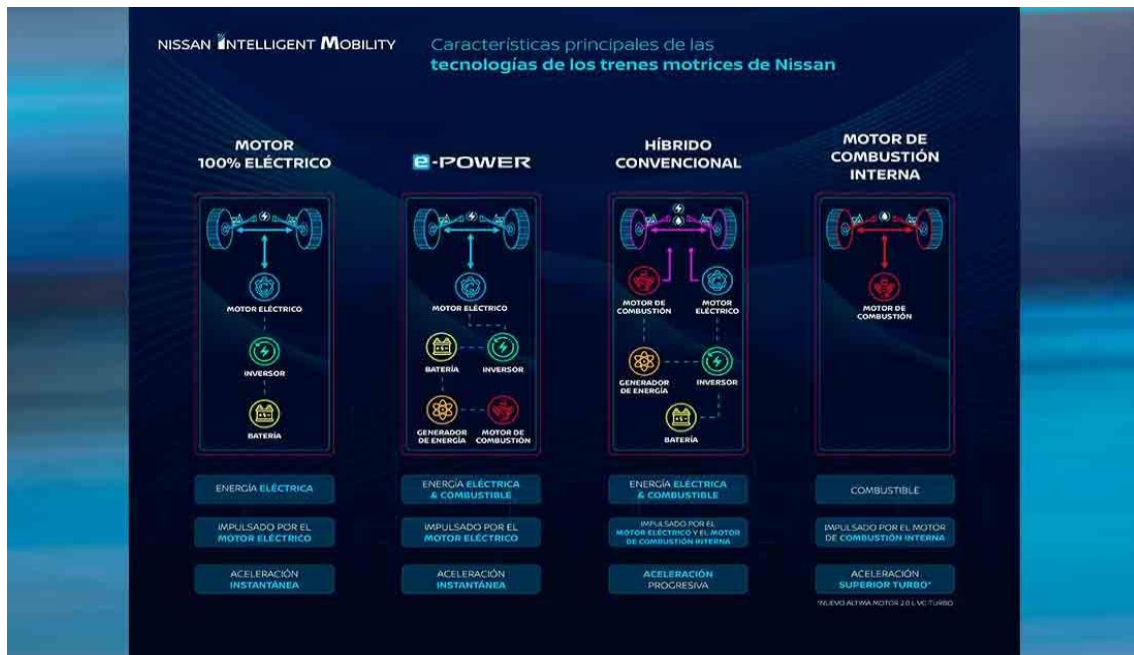 NISSAN INTELLIGENT MOBILITY
Características principales de las
tecnologías de los trenes motrices de Nissan
MOTOR
100% ELÉCTRICO
MOTOR ELÉCTRICO
INVERSOR
BATERÍA
ENERGÍA ELÉCTRICA
IMPULSADO POR EL
MOTOR ELÉCTRICO
ACELERACIÓN
INSTANTÁNEA
e-POWER
MOTOR ELÉCTRICO
BATERÍA
INVERSOR
GENERADOR
DE ENERGÍA
MOTOR DE
COMBUSTIÓN
ENERGÍA ELÉCTRICA
& COMBUSTIBLE
IMPULSADO POR EL
MOTOR ELÉCTRICO
ACELERACIÓN
INSTANTÁNEA
HÍBRIDO
CONVENCIONAL
MOTOR DE
COMBUSTIÓN
MOTOR
ELÉCTRICO
GENERADOR
DE ENERGÍA
INVERSOR
BATERÍA
ENERGÍA ELÉCTRICA
& COMBUSTIBLE
IMPULSADO POR EL
MOTOR ELÉCTRICO Y EL MOTOR
DE COMBUSTIÓN INTERNA
ACELERACIÓN
PROGRESIVA
MOTOR DE
COMBUSTIÓN
INTERNA
MOTOR DE
COMBUSTIÓN
COMBUSTIBLE
IMPULSADO POR EL MOTOR
DE COMBUSTIÓN INTERNA
ACELERACIÓN
SUPERIOR TURBO*
*NUEVO ALTIMA MOTOR 2.0 L VC-TURBO